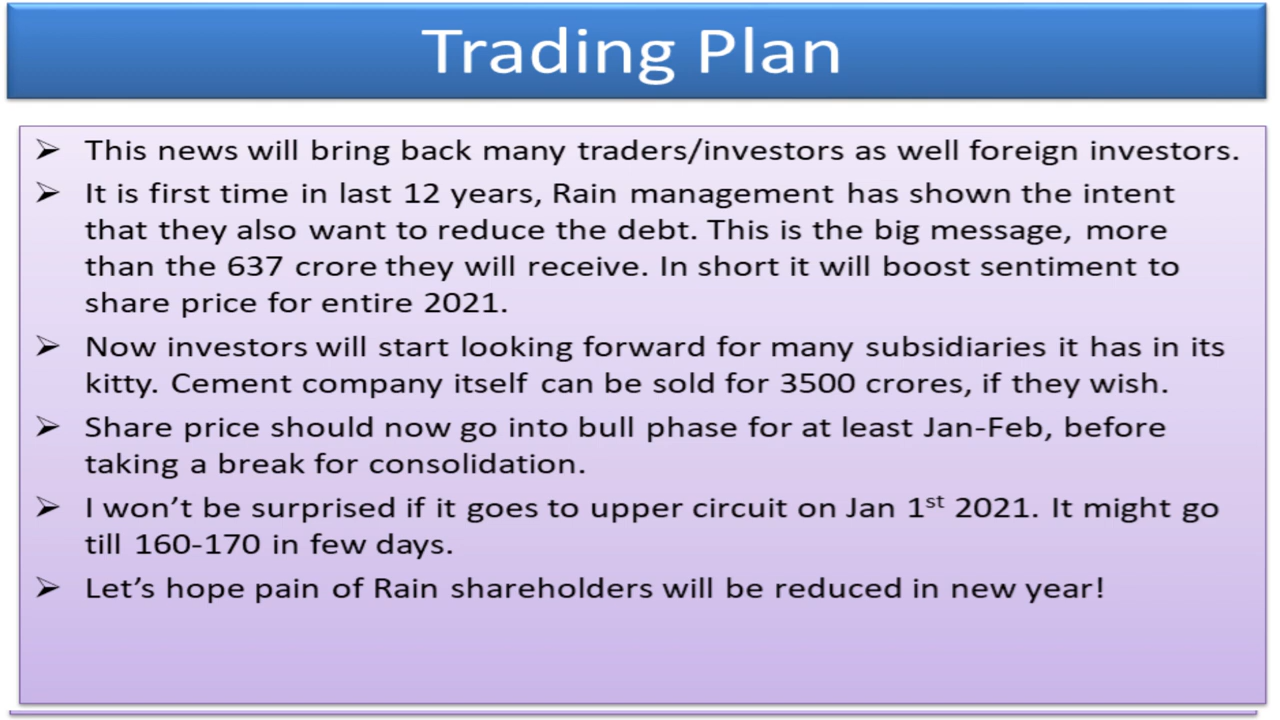 Trading Plan
➢ This news will bring back many traders/investors as well foreign investors.
➢ It is first time in last 12 years, Rain management has shown the intent
that they also want to reduce the debt. This is the big message, more
than the 637 crore they will receive. In short it will boost sentiment to
share price for entire 2021.
➢ Now investors will start looking forward for many subsidiaries it has in its
kitty. Cement company itself can be sold for 3500 crores, if they wish.
➢ Share price should now go into bull phase for at least Jan-Feb, before
taking a break for consolidation.
➢ I won’t be surprised if it goes to upper circuit on Jan 1st 2021. It might go
till 160-170 in few days.
➢ Let’s hope pain of Rain shareholders will be reduced in new year!